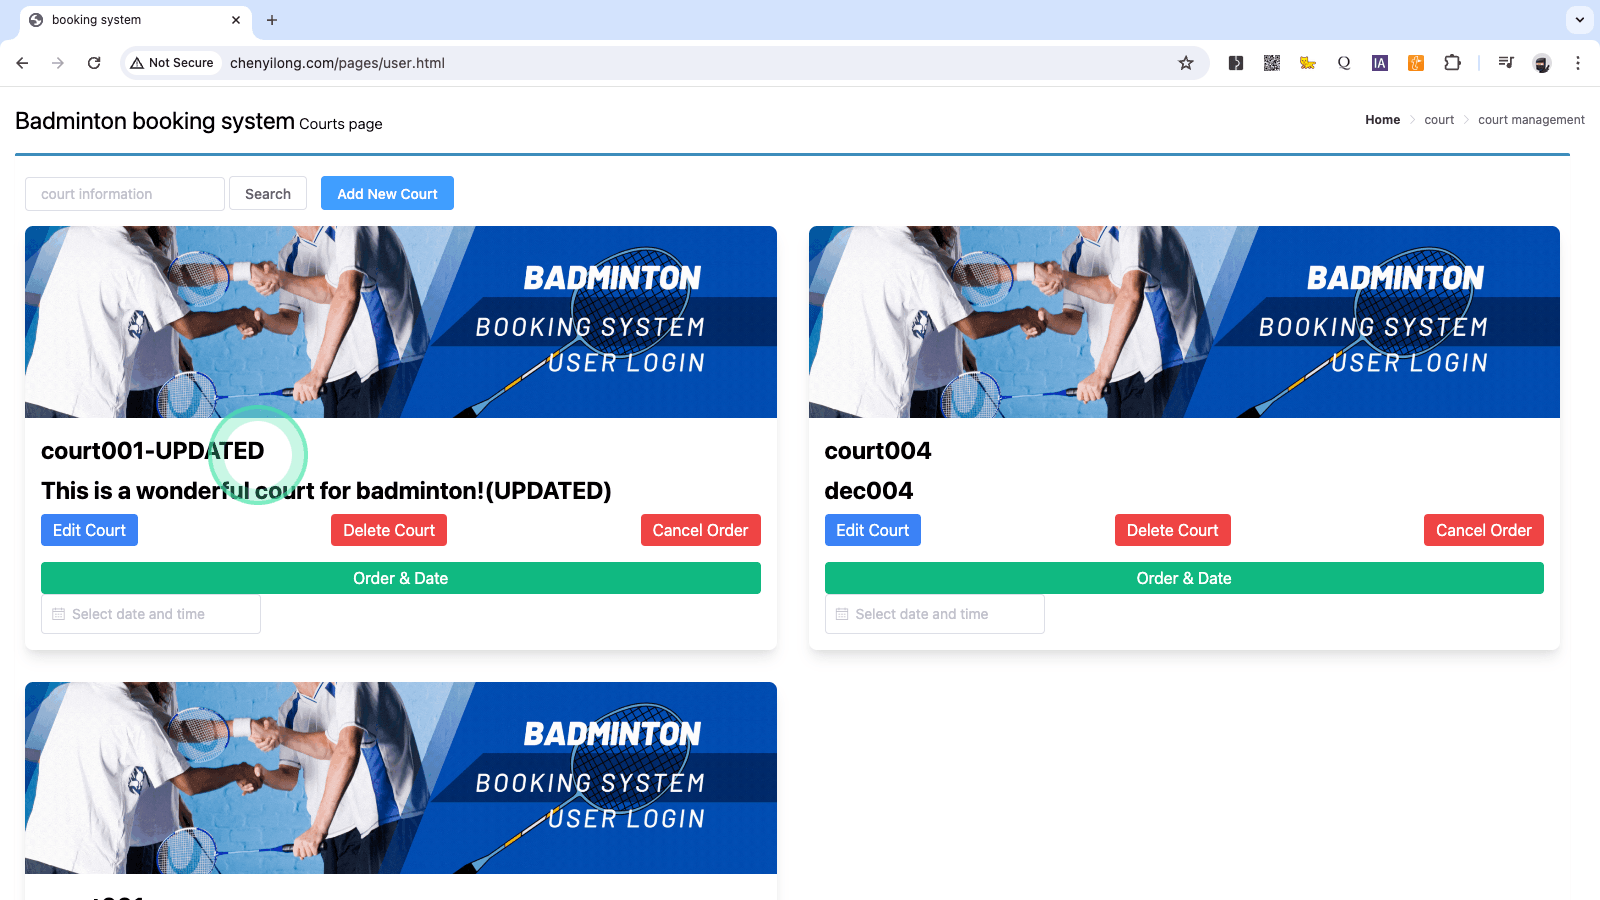 booking system
Not Secure
chenyilong.com/pages/user.html
IA
Badminton booking system Courts page
Home
court
court management
court information
Search
Add New Court
BADMINTON
BOOKING SYSTEM
USER LOGIN
BADMINTON
BOOKING SYSTEM
USER LOGIN
court001-UPDATED
This is a wonderful court for badminton!(UPDATED)
Edit Court
Delete Court
Cancel Order
Order & Date
Select date and time
court004
dec004
Edit Court
Delete Court
Cancel Order
Order & Date
Select date and time
BADMINTON
BOOKING SYSTEM
USER LOGIN